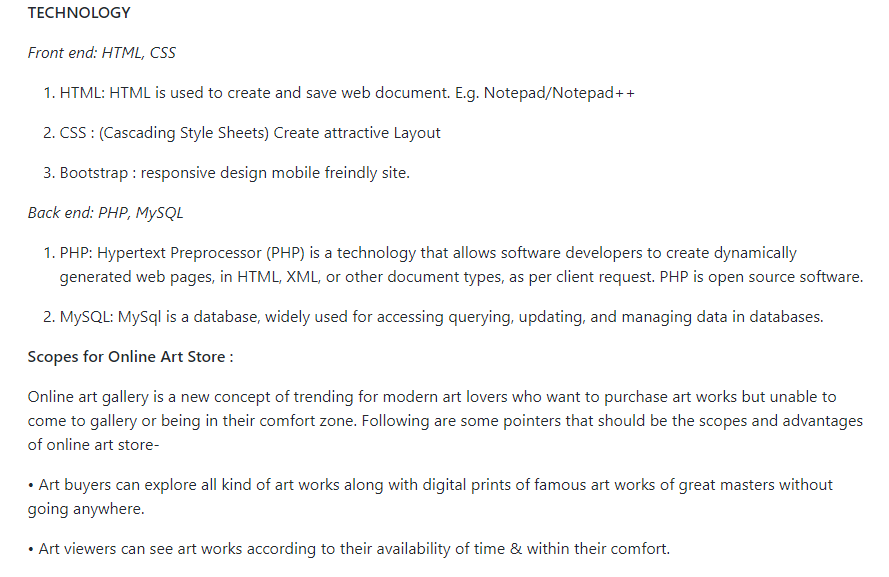 TECHNOLOGY
Front end: HTML, CSS
1. HTML: HTML is used to create and save web document. E.g. Notepad/Notepad++
2. CSS : (Cascading Style Sheets) Create attractive Layout
3. Bootstrap : responsive design mobile freindly site.
Back end: PHP, MySQL
1. PHP: Hypertext Preprocessor (PHP) is a technology that allows software developers to create dynamically
generated web pages, in HTML, XML, or other document types, as per client request. PHP is open source software.
2. MySQL: MySql is a database, widely used for accessing querying, updating, and managing data in databases.
Scopes for Online Art Store :
Online art gallery is a new concept of trending for modern art lovers who want to purchase art works but unable to
come to gallery or being in their comfort zone. Following are some pointers that should be the scopes and advantages
of online art store-
• Art buyers can explore all kind of art works along with digital prints of famous art works of great masters without
going anywhere.
• Art viewers can see art works according to their availability of time & within their comfort.